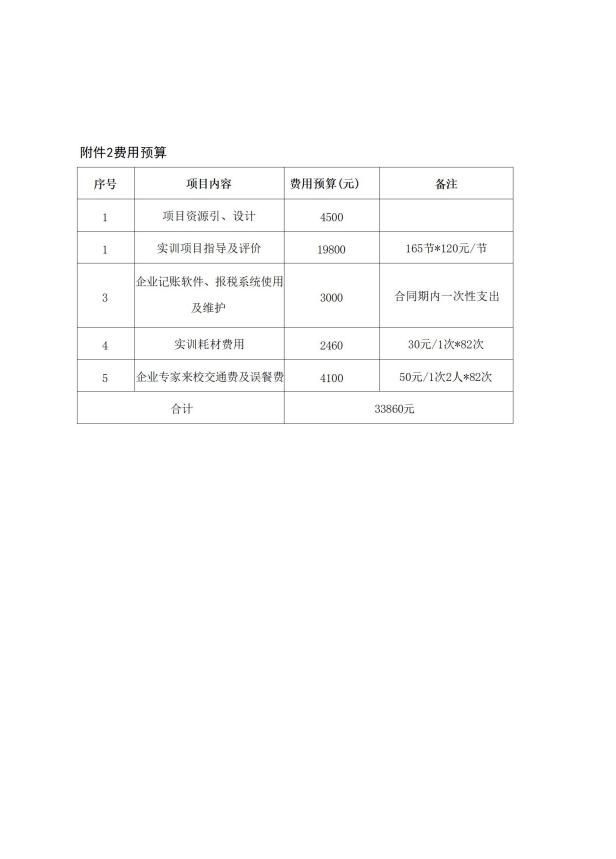 附件2费用预算
序号 项目内容 费用预算(元) 备注
1 项目资源引、设计 4500
1 实训项目指导及评价 19800 165节*120元/节
企业记账软件、报税系统使用
3 及维护 3000 合同期内一次性支出
4 实训耗材费用 2460 30元/1次*82次
5 企业专家来校交通费及误餐费 4100 50元/1次2人*82次
合计 33860元